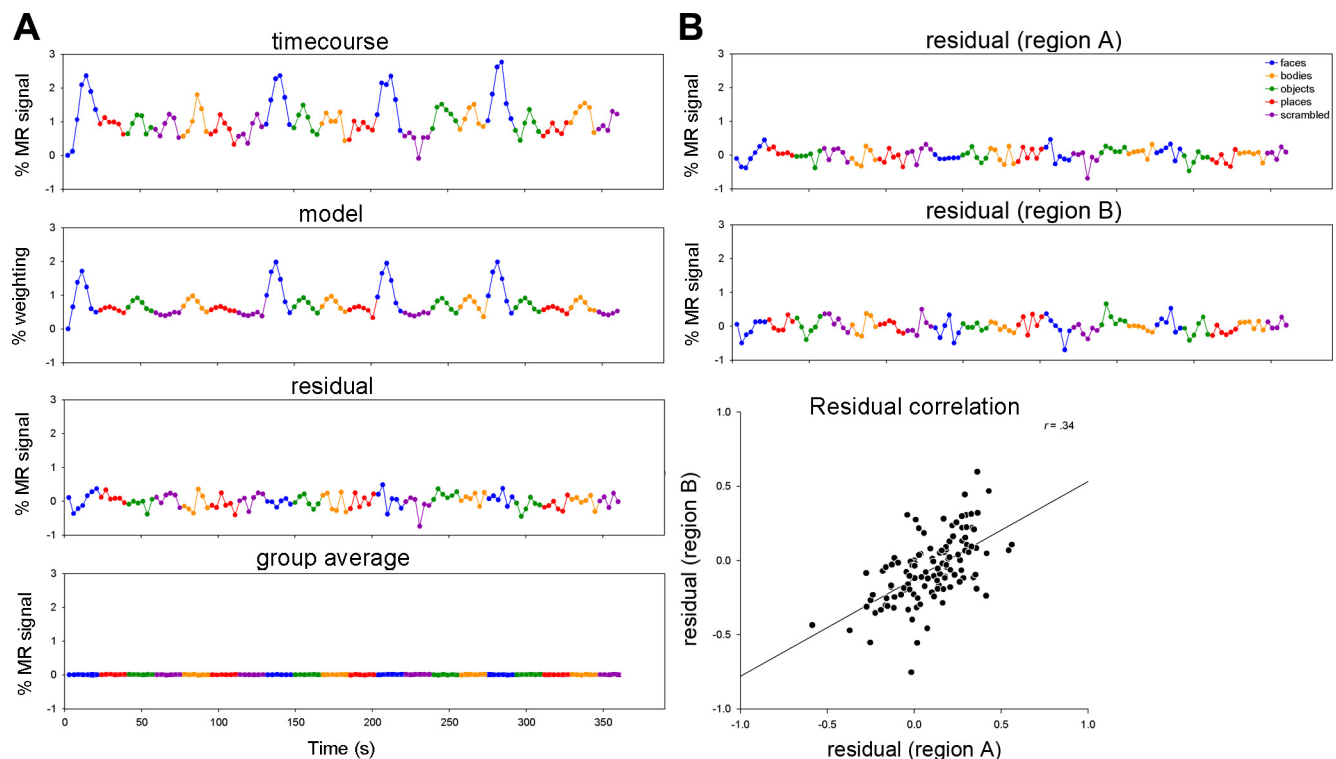 A
timecourse
% MR signal
3
2
1
0
-1
model
% weighting
3
2
1
0
-1
residual
% MR signal
3
2
1
0
-1
group average
% MR signal
3
2
1
0
-1
0 50 100 150 200 250 300 350
Time (s)
B
residual (region A)
% MR signal
3
2
1
0
-1
faces
bodies
objects
places
scrambled
residual (region B)
% MR signal
3
2
1
0
-1
Residual correlation
r = .34
residual (region B)
1.0
0.5
0.0
-0.5
-1.0
-1.0 -0.5 0.0 0.5 1.0
residual (region A)